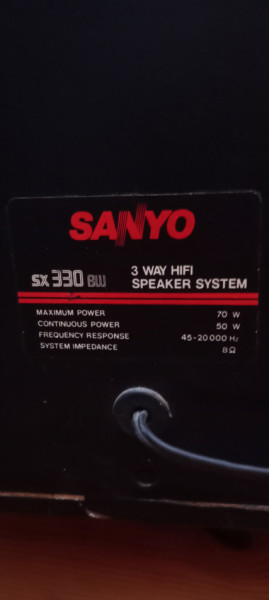 SANYO
SX 330 BW
3 WAY HIFI
SPEAKER SYSTEM
MAXIMUM POWER 70 W
CONTINUOUS POWER 50 W
FREQUENCY RESPONSE 45-20000 Hz
SYSTEM IMPEDANCE 8Ω